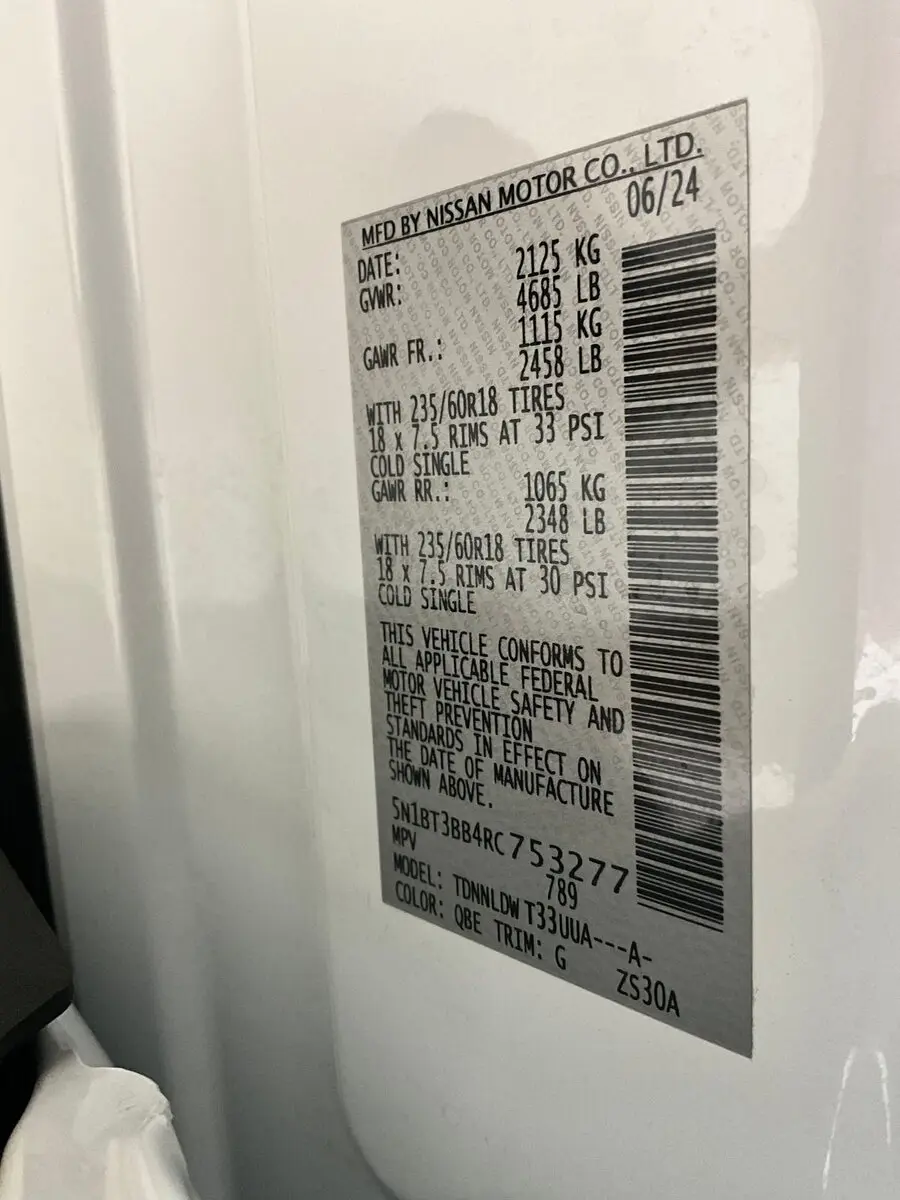 MFD BY NISSAN MOTOR CO., LTD.
DATE: 06/24
GVWR: 2125 KG
4685 LB
GAWR FR.: 1115 KG
2458 LB
WITH 235/60R18 TIRES
18 x 7.5 RIMS AT 33 PSI
COLD SINGLE
GAWR RR.: 1065 KG
2348 LB
WITH 235/60R18 TIRES
18 x 7.5 RIMS AT 30 PSI
COLD SINGLE
THIS VEHICLE CONFORMS TO
ALL APPLICABLE FEDERAL
MOTOR VEHICLE SAFETY AND
THEFT PREVENTION
STANDARDS IN EFFECT ON
THE DATE OF MANUFACTURE
SHOWN ABOVE.
5N1BT3BB4RC753277
MPV 789
MODEL: TDNNLDW T33UUA---A-
COLOR: QBE TRIM: G ZS30A